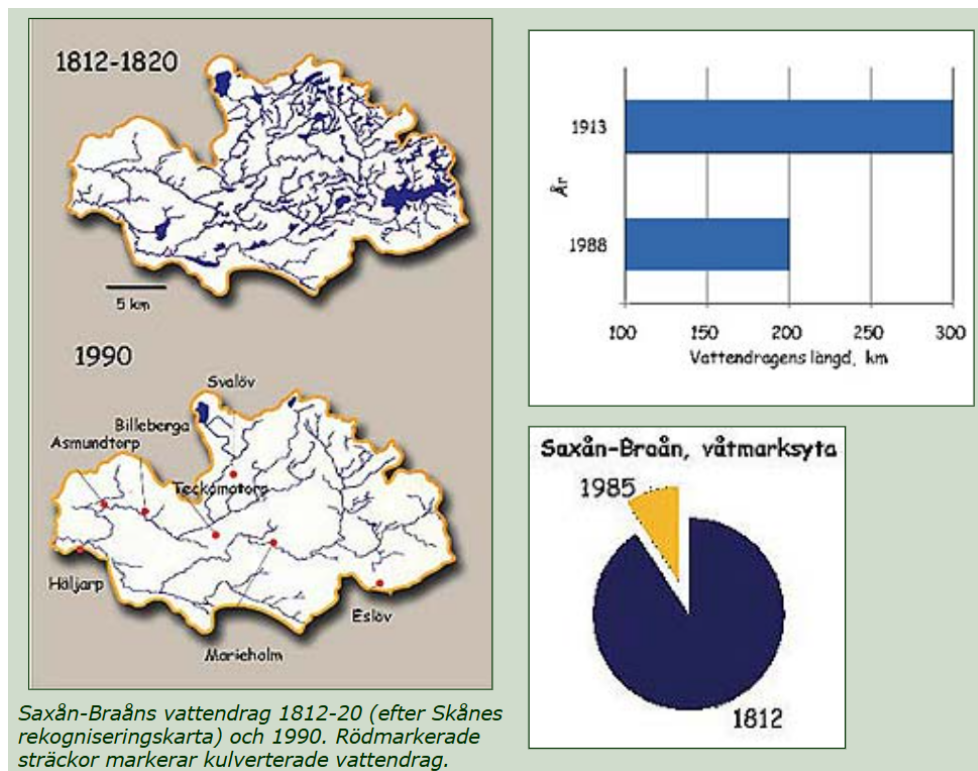 1812-1820
5 km
1990
Svalöv
Billeberga
Asmundtorp
Teckomatorp
Häljarp
Eslöv
Marieholm
Saxån-Braåns vattendrag 1812-20 (efter Skånes
rekogniseringskarta) och 1990. Rödmarkerade
sträckor markerar kulverterade vattendrag.
År
1913
1988
100 150 200 250 300
Vattendragens längd, km
Saxån-Braån, våtmarksyta
1985
1812